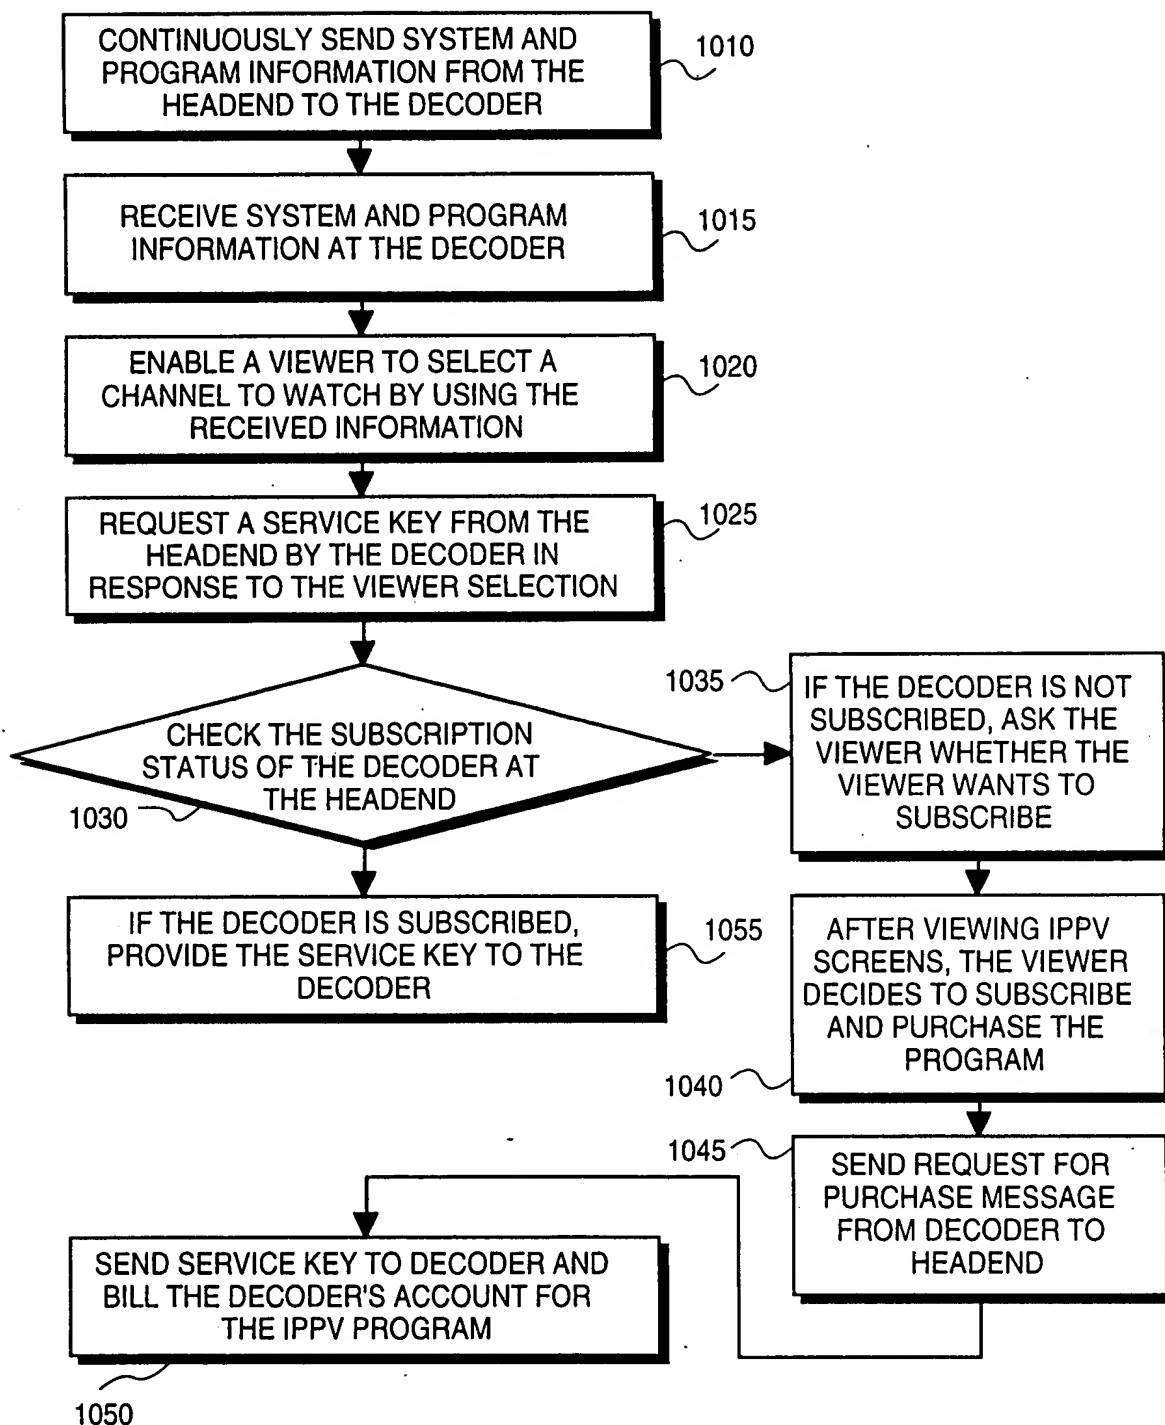 CONTINUOUSLY SEND SYSTEM AND
PROGRAM INFORMATION FROM THE
HEADEND TO THE DECODER
1010
RECEIVE SYSTEM AND PROGRAM
INFORMATION AT THE DECODER
1015
ENABLE A VIEWER TO SELECT A
CHANNEL TO WATCH BY USING THE
RECEIVED INFORMATION
1020
REQUEST A SERVICE KEY FROM THE
HEADEND BY THE DECODER IN
RESPONSE TO THE VIEWER SELECTION
1025
CHECK THE SUBSCRIPTION
STATUS OF THE DECODER AT
THE HEADEND
1030
1035
IF THE DECODER IS NOT
SUBSCRIBED, ASK THE
VIEWER WHETHER THE
VIEWER WANTS TO
SUBSCRIBE
IF THE DECODER IS SUBSCRIBED,
PROVIDE THE SERVICE KEY TO THE
DECODER
1055
AFTER VIEWING IPPV
SCREENS, THE VIEWER
DECIDES TO SUBSCRIBE
AND PURCHASE THE
PROGRAM
1040
1045
SEND REQUEST FOR
PURCHASE MESSAGE
FROM DECODER TO
HEADEND
SEND SERVICE KEY TO DECODER AND
BILL THE DECODER'S ACCOUNT FOR
THE IPPV PROGRAM
1050